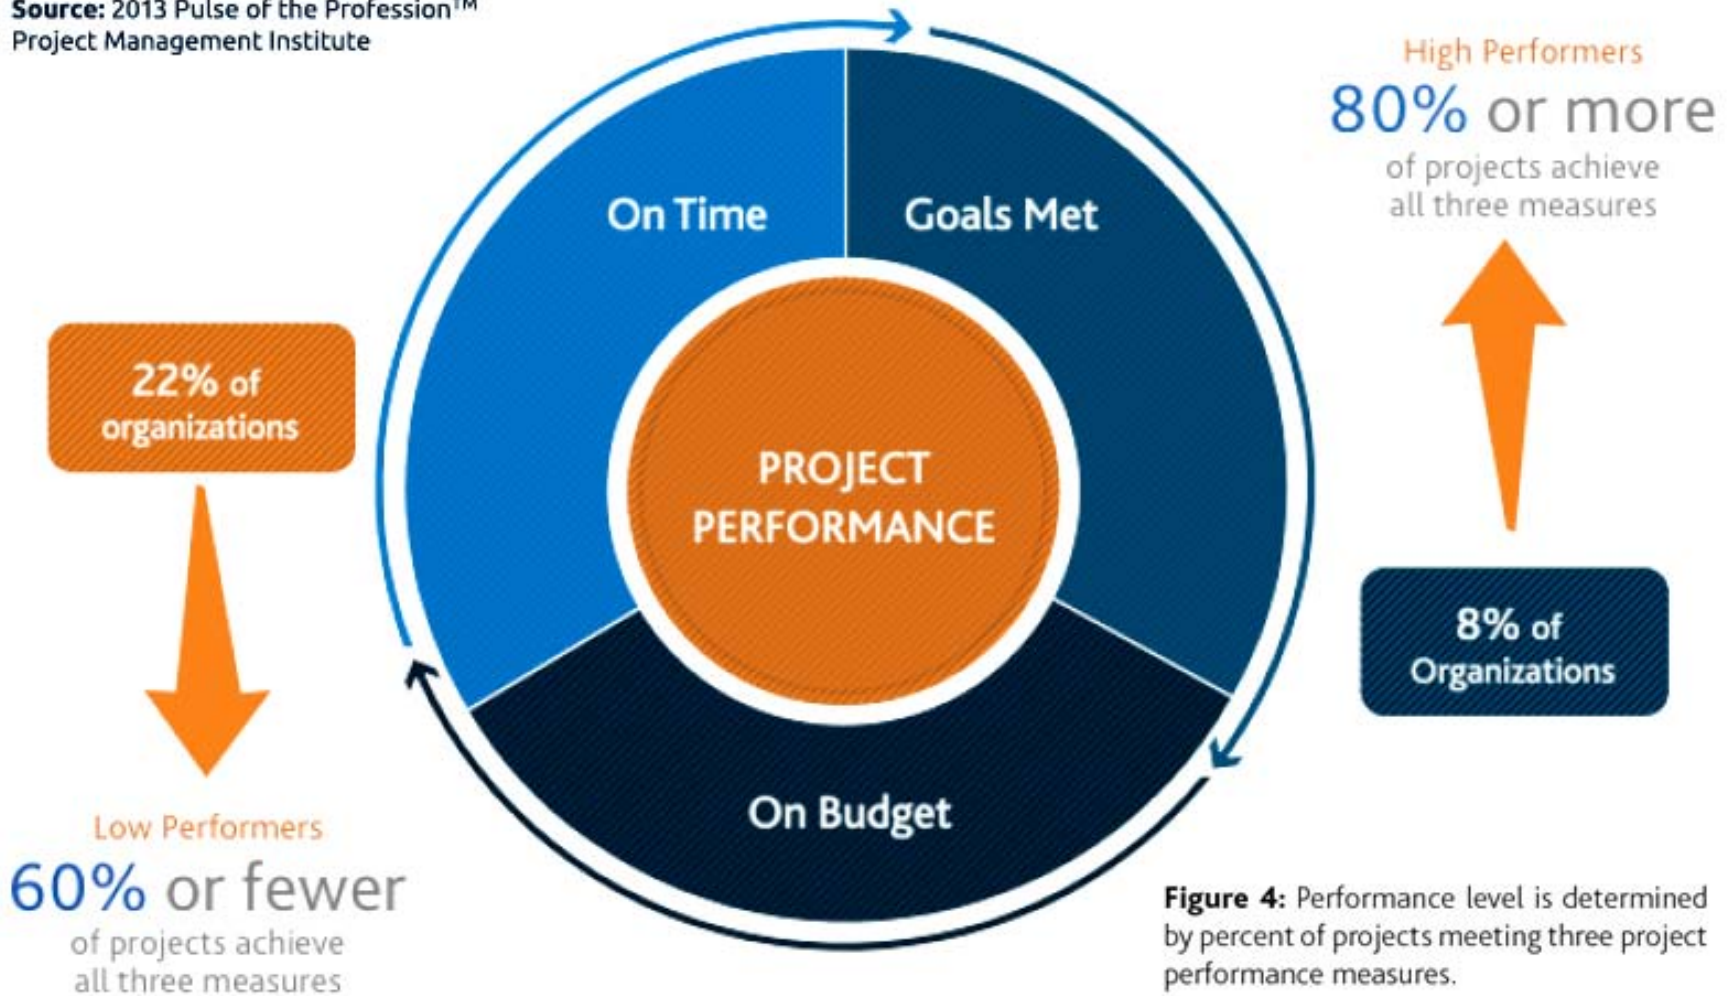 Source: 2013 Pulse of the Profession™
Project Management Institute
High Performers
80% or more
of projects achieve
all three measures
On Time
Goals Met
22% of
organizations
PROJECT
PERFORMANCE
8% of
Organizations
On Budget
Low Performers
60% or fewer
of projects achieve
all three measures
Figure 4: Performance level is determined
by percent of projects meeting three project
performance measures.